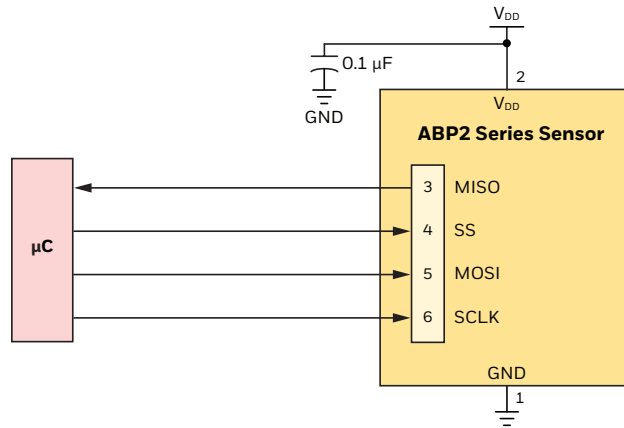 VDD
0.1 µF
GND
2
VDD
ABP2 Series Sensor
µC
3 MISO
4 SS
5 MOSI
6 SCLK
GND
1